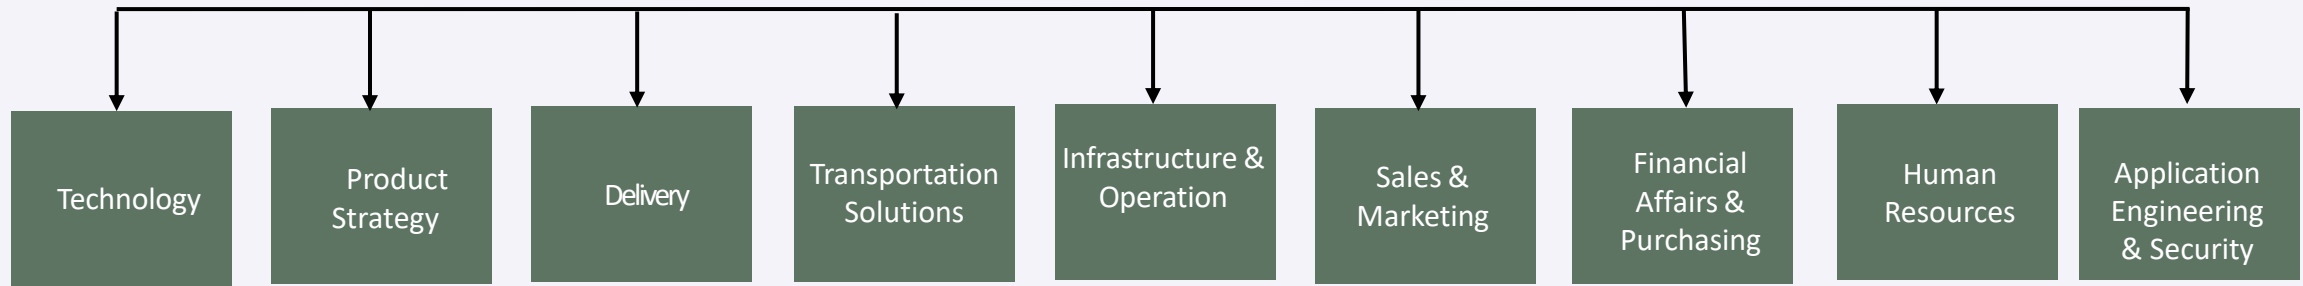 Technology
Product
Strategy
Delivery
Transportation
Solutions
Infrastructure &
Operation
Sales &
Marketing
Financial
Affairs &
Purchasing
Human
Resources
Application
Engineering
& Security